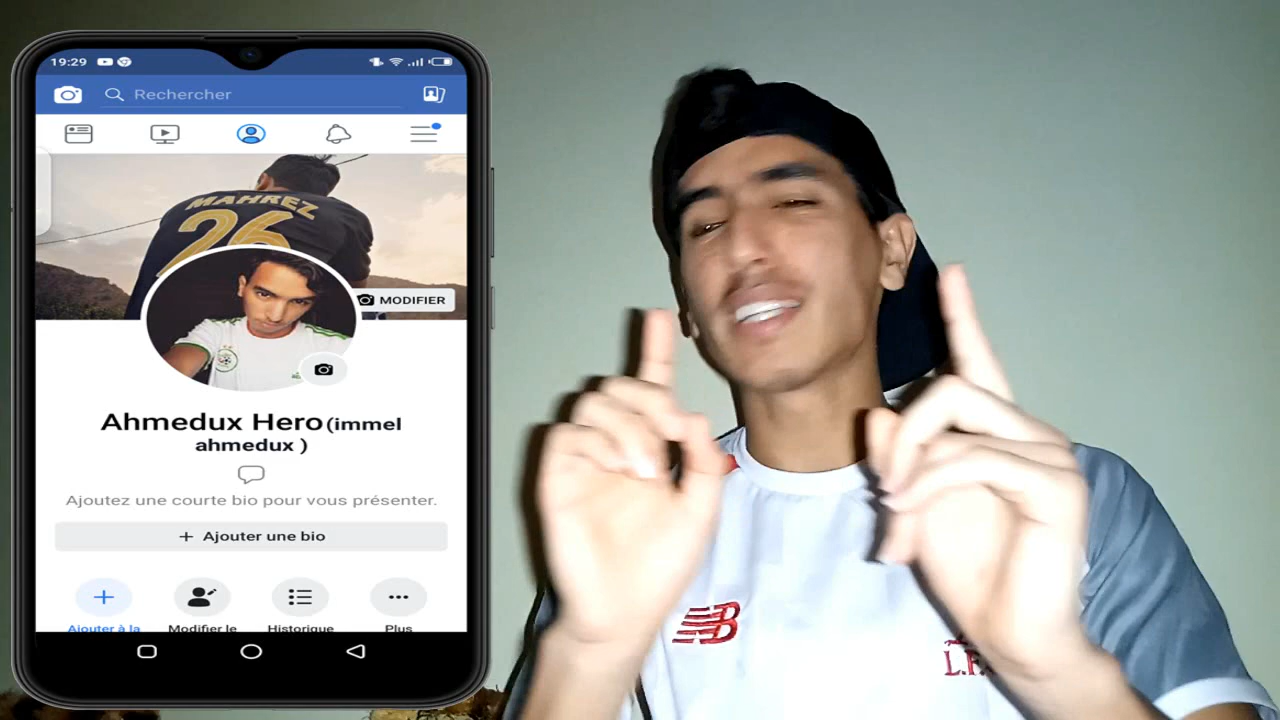 19:29
Rechercher
MAHREZ
26
MODIFIER
Ahmedux Hero(immel
ahmedux )
Ajoutez une courte bio pour vous présenter.
+ Ajouter une bio
Ajouter à la
Modifier le
Historique
Plus
NB